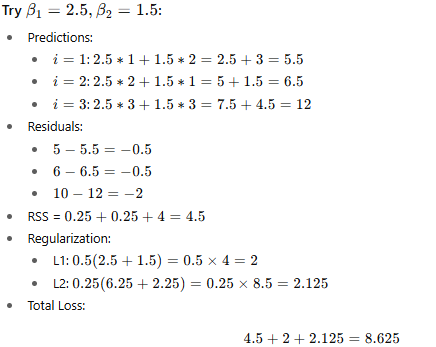 Try β₁ = 2.5, β₂ = 1.5:
• Predictions:
• i = 1: 2.5 ∗ 1 + 1.5 ∗ 2 = 2.5 + 3 = 5.5
• i = 2: 2.5 ∗ 2 + 1.5 ∗ 1 = 5 + 1.5 = 6.5
• i = 3: 2.5 ∗ 3 + 1.5 ∗ 3 = 7.5 + 4.5 = 12
• Residuals:
• 5 − 5.5 = −0.5
• 6 − 6.5 = −0.5
• 10 − 12 = −2
• RSS = 0.25 + 0.25 + 4 = 4.5
• Regularization:
• L1: 0.5(2.5 + 1.5) = 0.5 × 4 = 2
• L2: 0.25(6.25 + 2.25) = 0.25 × 8.5 = 2.125
• Total Loss:
4.5 + 2 + 2.125 = 8.625